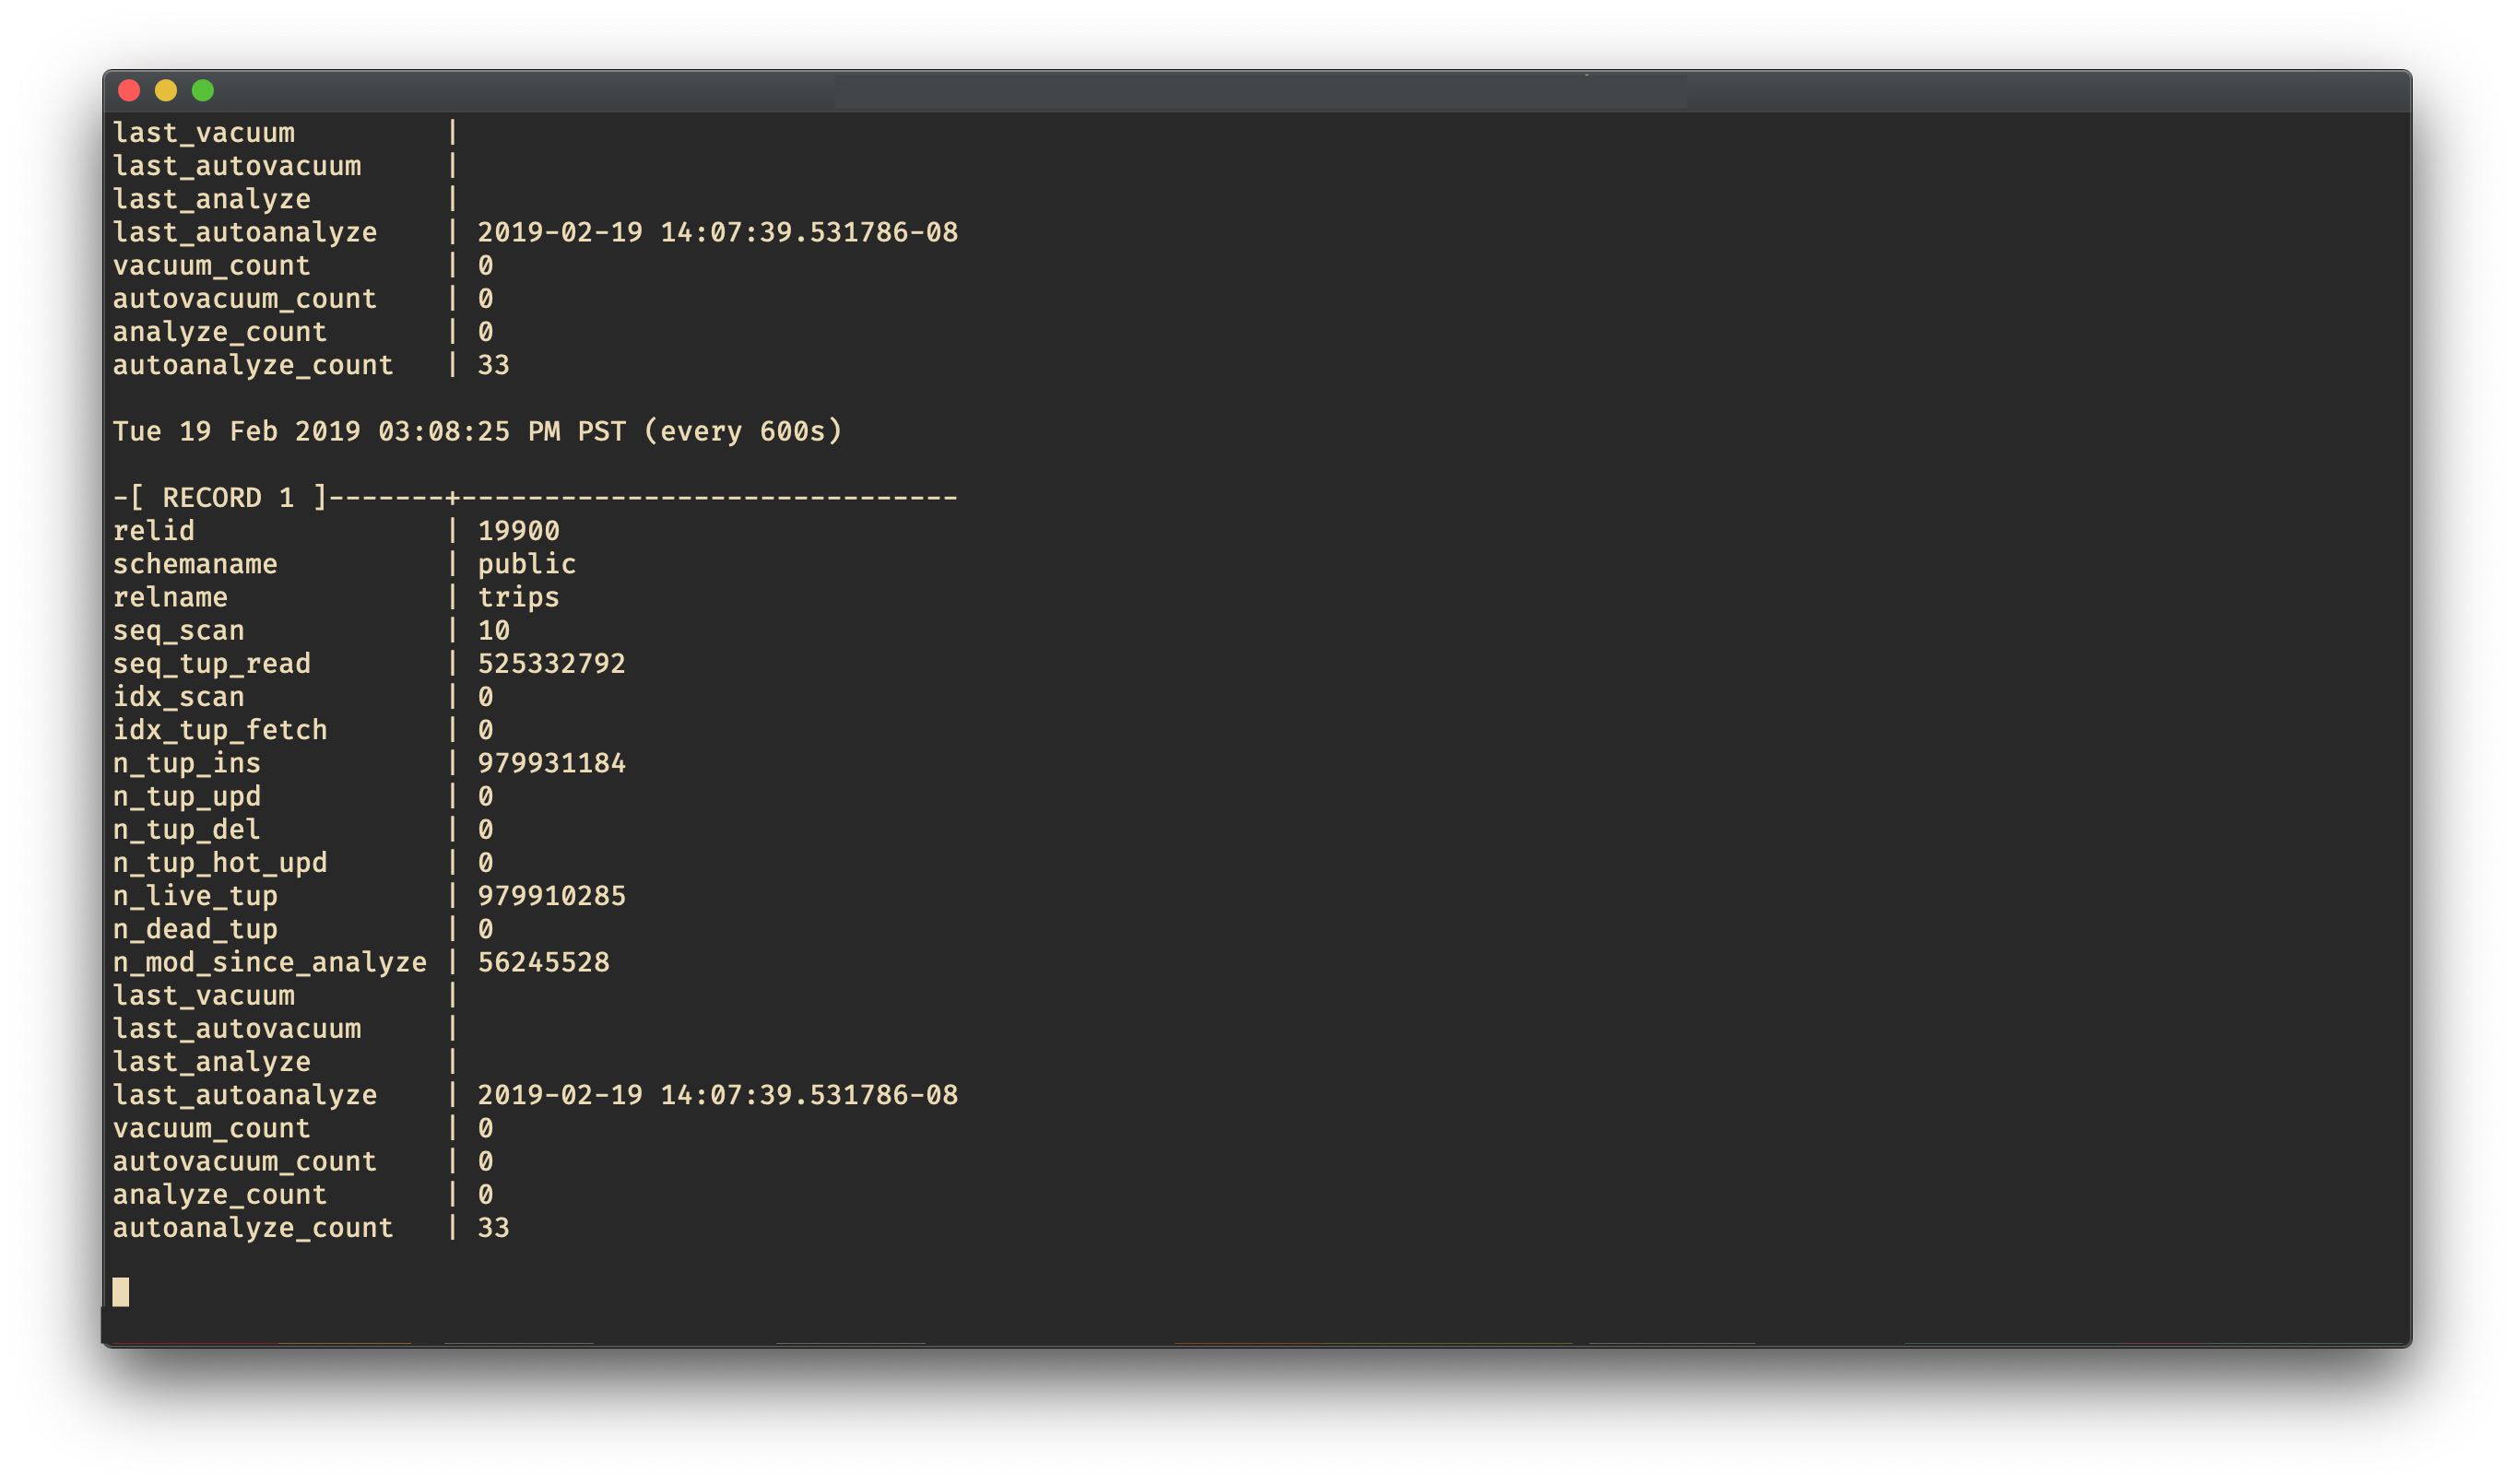 last_vacuum         |
last_autovacuum     |
last_analyze        |
last_autoanalyze    | 2019-02-19 14:07:39.531786-08
vacuum_count        | 0
autovacuum_count    | 0
analyze_count       | 0
autoanalyze_count   | 33

Tue 19 Feb 2019 03:08:25 PM PST (every 600s)

-[ RECORD 1 ]-------+------------------------------
relid               | 19900
schemaname          | public
relname             | trips
seq_scan            | 10
seq_tup_read        | 525332792
idx_scan            | 0
idx_tup_fetch       | 0
n_tup_ins           | 979931184
n_tup_upd           | 0
n_tup_del           | 0
n_tup_hot_upd       | 0
n_live_tup          | 979910285
n_dead_tup          | 0
n_mod_since_analyze | 56245528
last_vacuum         |
last_autovacuum     |
last_analyze        |
last_autoanalyze    | 2019-02-19 14:07:39.531786-08
vacuum_count        | 0
autovacuum_count    | 0
analyze_count       | 0
autoanalyze_count   | 33